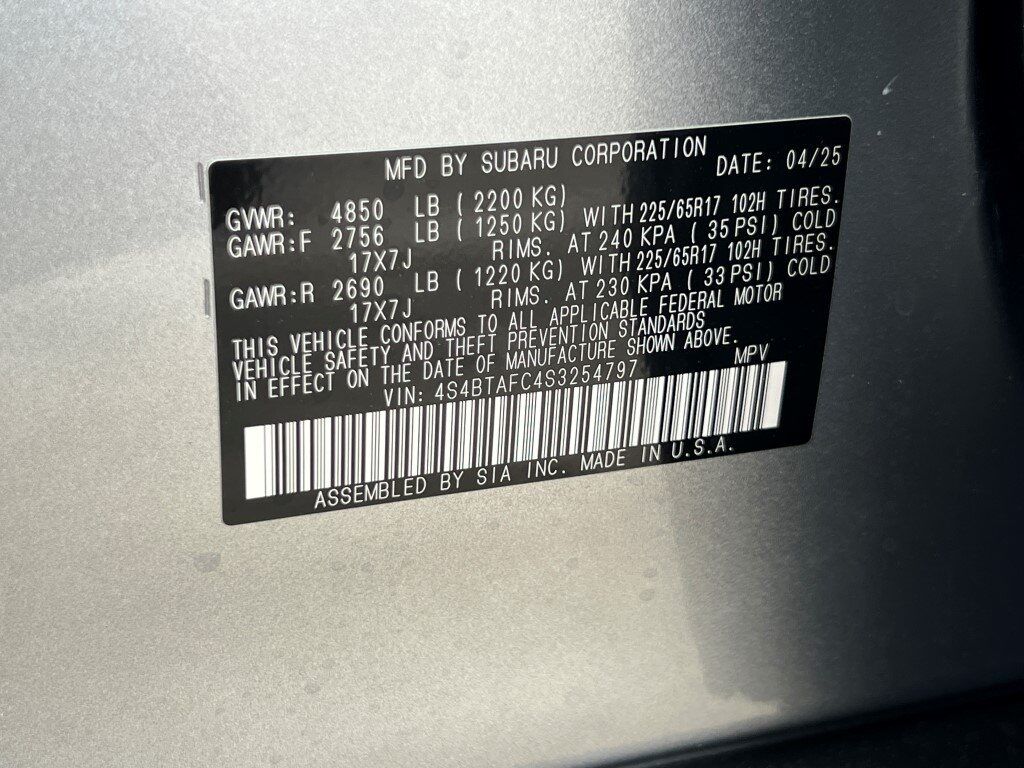 MFD BY SUBARU CORPORATION DATE: 04/25
GVWR: 4850 LB ( 2200 KG)
GAWR:F 2756 LB ( 1250 KG) WITH 225/65R17 102H TIRES.
17X7J RIMS. AT 240 KPA ( 35 PSI) COLD
GAWR:R 2690 LB ( 1220 KG) WITH 225/65R17 102H TIRES.
17X7J RIMS. AT 230 KPA ( 33 PSI) COLD
THIS VEHICLE CONFORMS TO ALL APPLICABLE FEDERAL MOTOR
VEHICLE SAFETY AND THEFT PREVENTION STANDARDS
IN EFFECT ON THE DATE OF MANUFACTURE SHOWN ABOVE.
VIN: 4S4BTAFC4S3254797 MPV
ASSEMBLED BY SIA INC. MADE IN U.S.A.